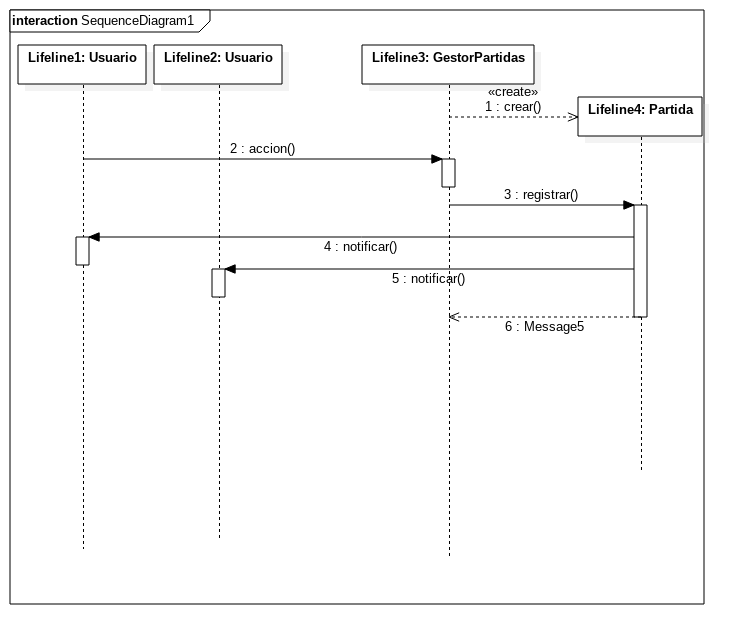 interaction SequenceDiagram1
Lifeline1: Usuario
Lifeline2: Usuario
Lifeline3: GestorPartidas
«create»
1 : crear()
Lifeline4: Partida
2 : accion()
3 : registrar()
4 : notificar()
5 : notificar()
6 : Message5